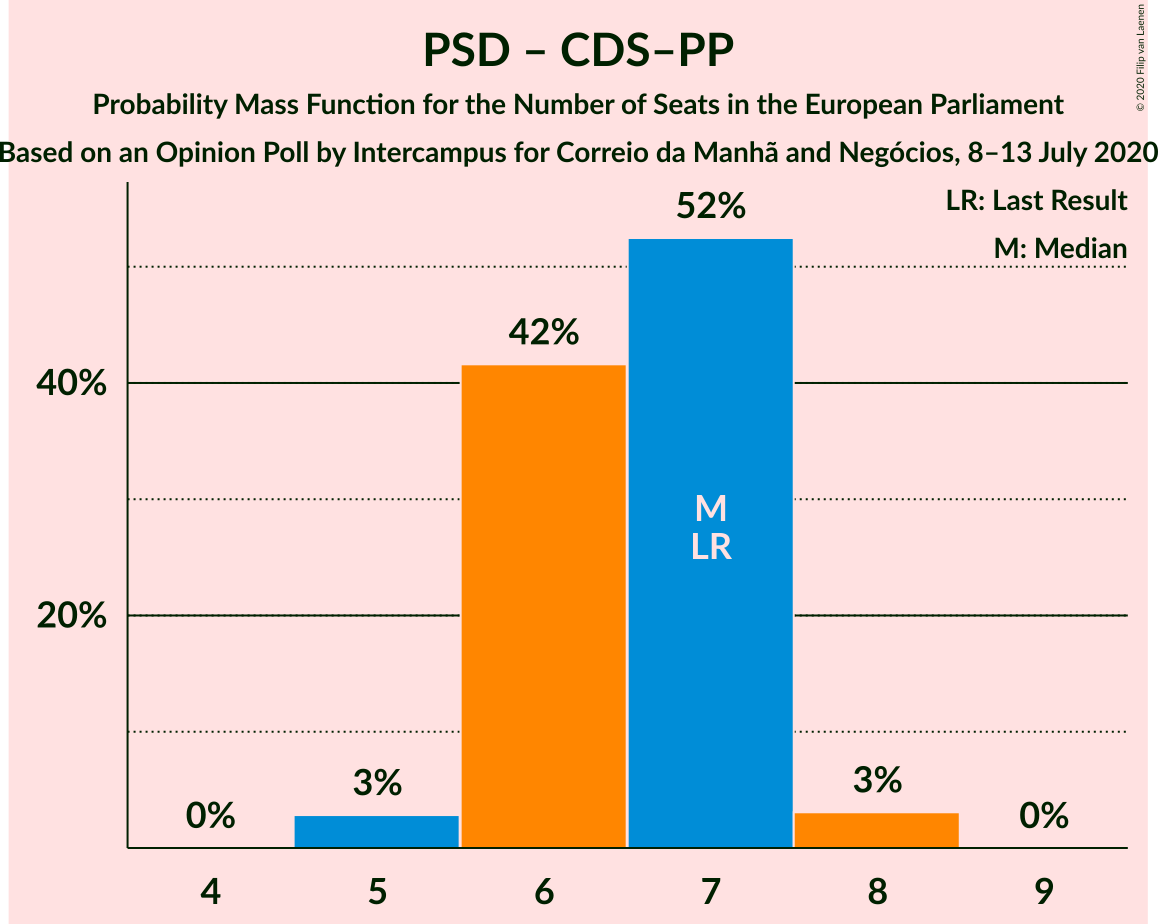 PSD – CDS–PP
Probability Mass Function for the Number of Seats in the European Parliament
Based on an Opinion Poll by Intercampus for Correio da Manhã and Negócios, 8–13 July 2020
© 2020 Filip van Laenen
LR: Last Result
M: Median
52%
42%
40%
M
LR
20%
3%
3%
0%
0%
4
5
6
7
8
9